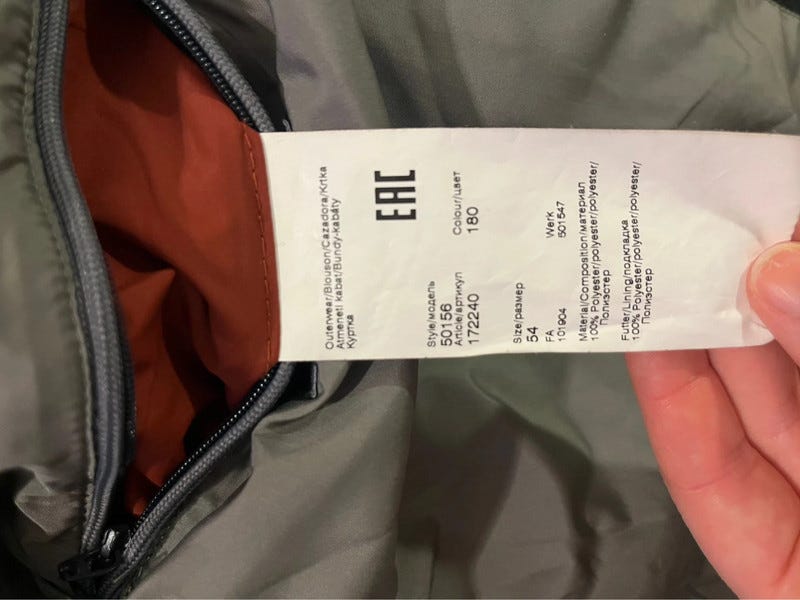 Outerwear/Blouson/Cazadora/Krtka
Atmeneti kabat/Bundy-kabáty
Куртка
EAC
Style/модель
50156
Article/артикул
172240
Colour/цвет
180
Size/размер
54
FA
101904
Werk
501547
Material/Composition/материал
100% Polyester/polyester/polyester/
Полиэстер
Futter/Lining/подкладка
100% Polyester/polyester/polyester/
Полиэстер